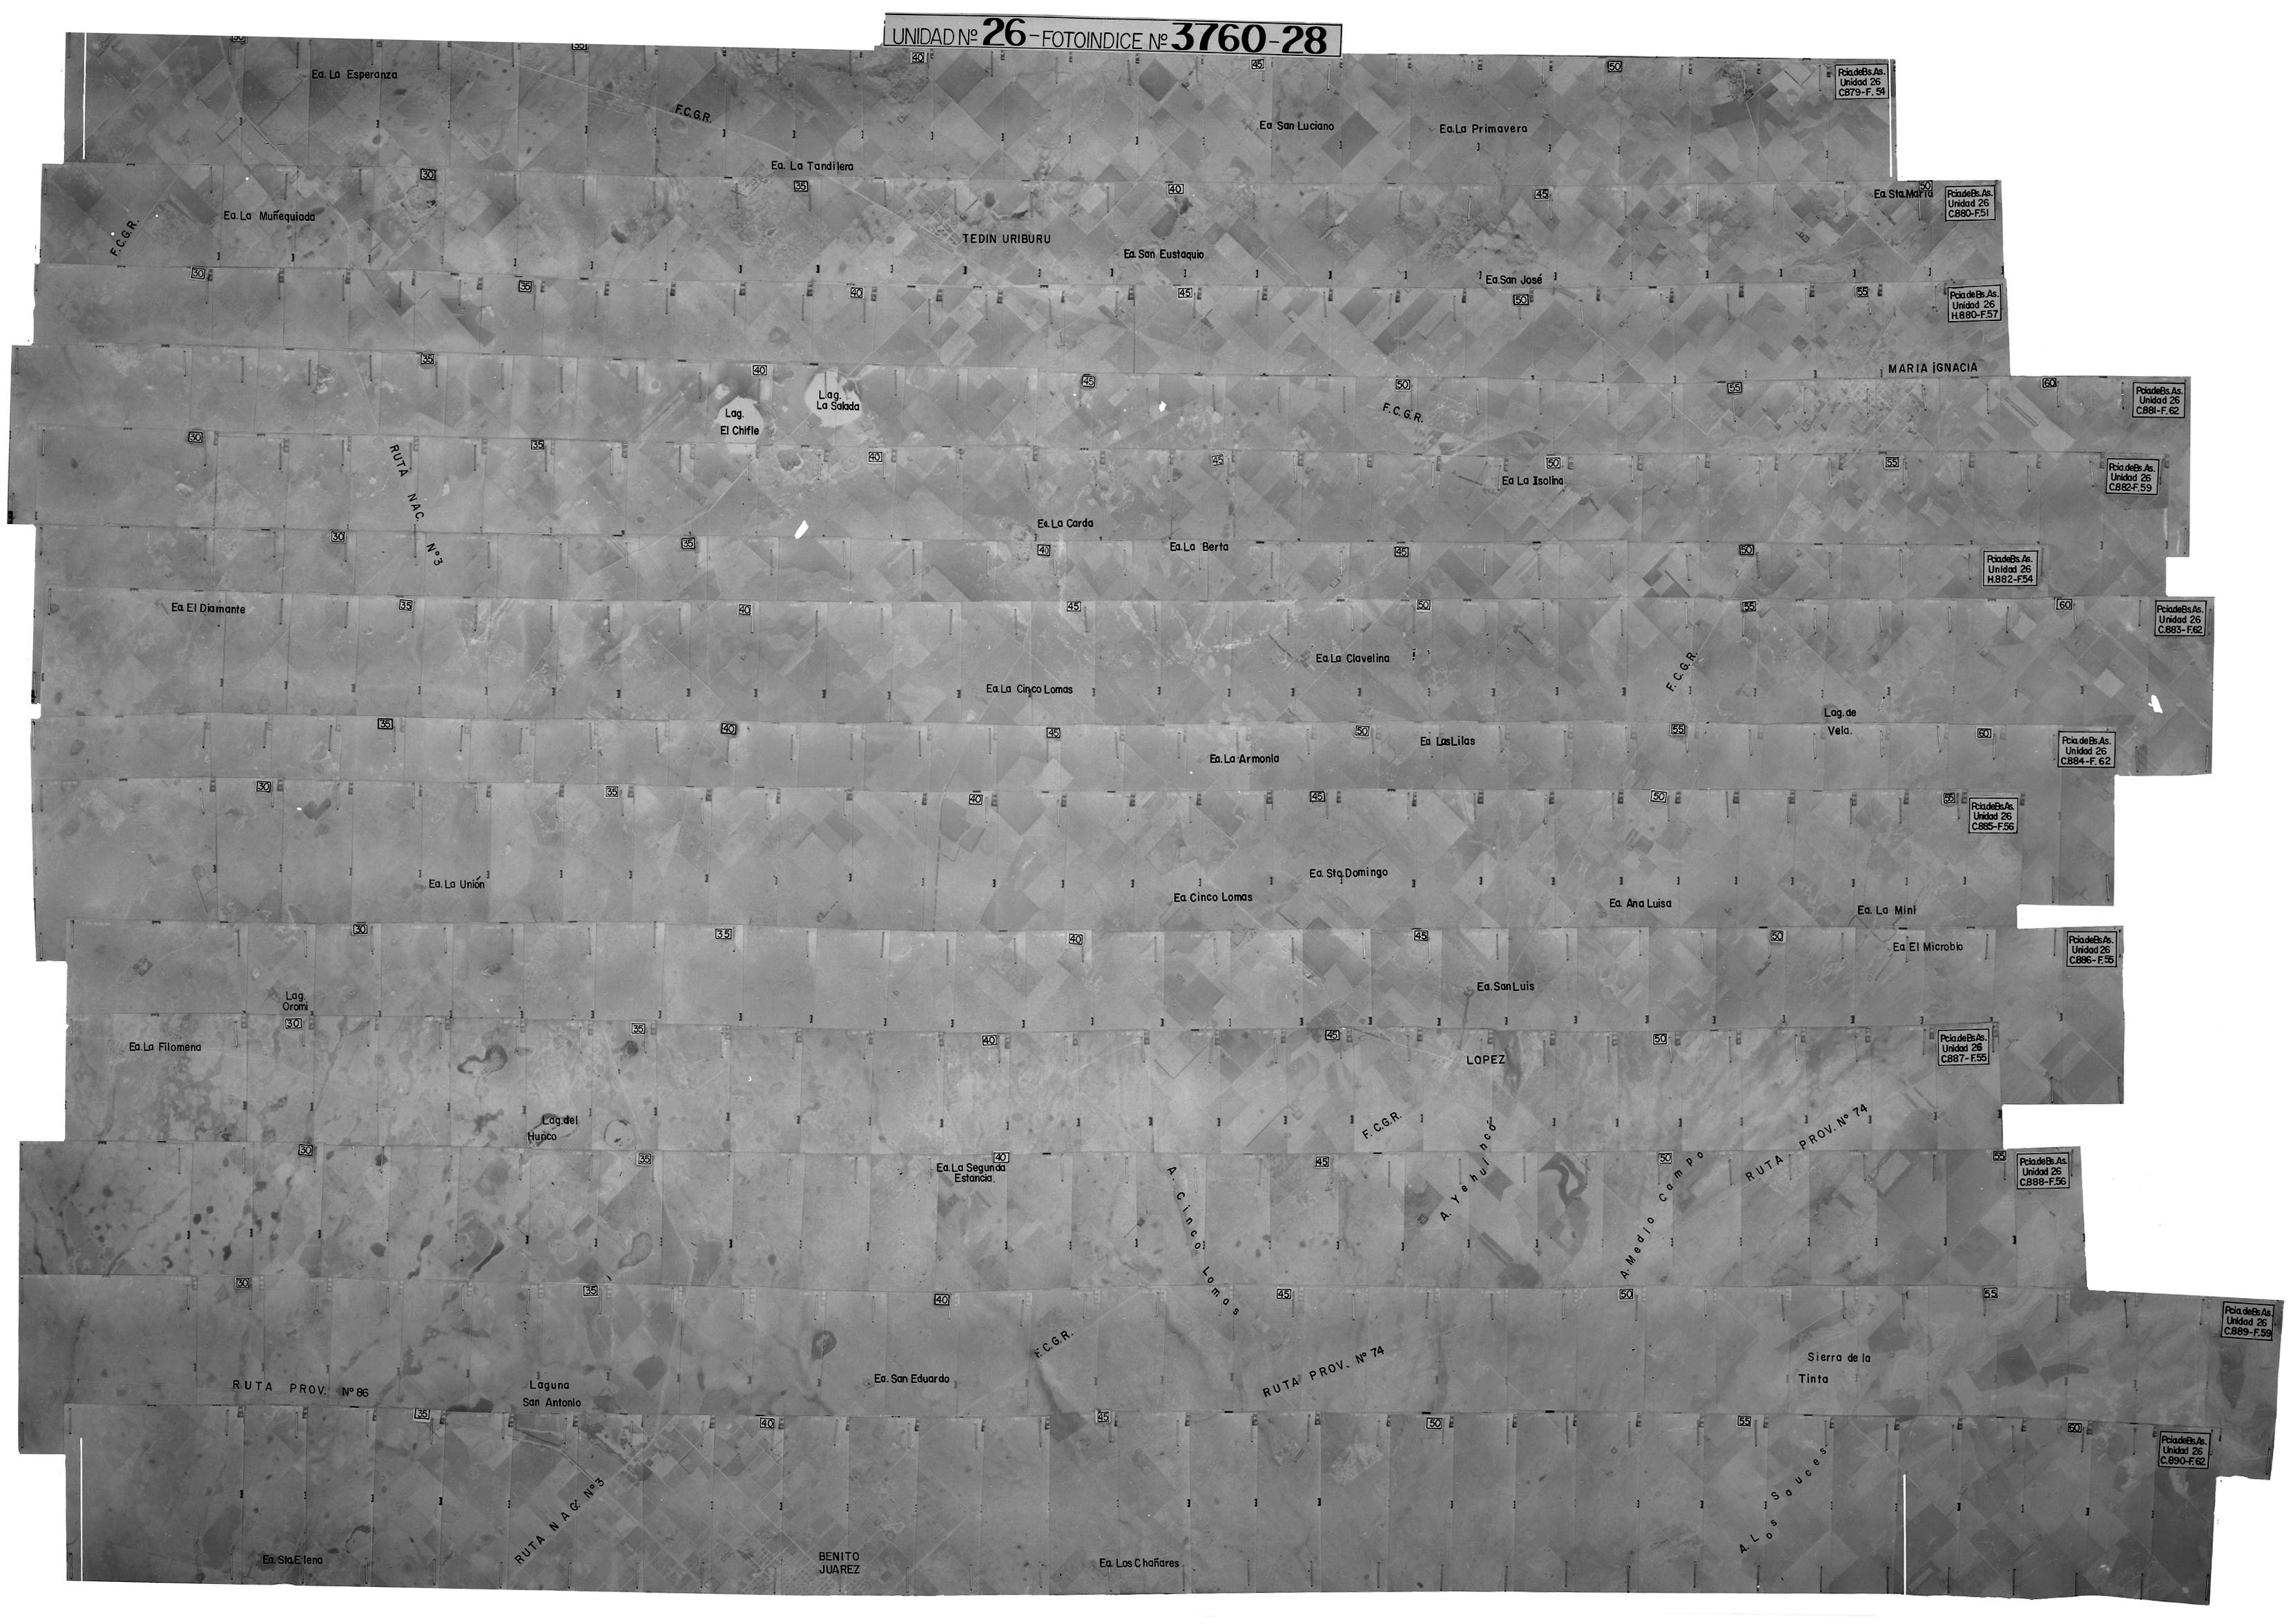 UNIDAD Nº 26 - FOTOINDICE Nº 3760-28
30
35
40
45
50
Pcia.de Bs.As.
Unidad 26
C.879-F. 54
Ea. La Esperanza
F.C.G.R.
Ea. San Luciano
Ea. La Primavera
Ea. La Tandilera
30
35
40
45
50
Ea. Sta. Maria
Pcia.de Bs.As.
Unidad 26
C.880-F.51
Ea. La Muñequiada
F.C.G.R.
TEDIN URIBURU
Ea. San Eustaquio
Ea. San José
30
35
40
45
50
55
Pcia.de Bs.As.
Unidad 26
H.880-F.57
MARIA IGNACIA
35
40
45
50
55
60
Pcia.de Bs.As.
Unidad 26
C.881-F.62
Lag.
La Salada
Lag.
El Chifle
F.C.G.R.
30
35
40
45
50
55
Pcia.de Bs.As.
Unidad 26
C.882-F.59
RUTA NAC. Nº3
Ea. La Isolina
Ea. La Carda
Ea. La Berta
30
35
40
45
50
Pcia.de Bs.As.
Unidad 26
H.882-F.54
Ea. El Diamante
35
40
45
50
55
60
Pcia.de Bs.As.
Unidad 26
C.883-F.62
Ea. La Clavelina
F.C.G.R.
Ea. La Cinco Lomas
Lag. de
Vela.
35
40
45
50
55
60
Pcia.de Bs.As.
Unidad 26
C.884-F. 62
Ea. Las Lilas
Ea. La Armonia
30
35
40
45
50
55
Pcia.de Bs.As.
Unidad 26
C.885-F.56
Ea. La Unión
Ea. Sto. Domingo
Ea. Cinco Lomas
Ea. Ana Luisa
Ea. La Mini
30
35
40
45
50
Pcia.de Bs.As.
Unidad 26
C.886-F.55
Ea. El Microbio
Ea. San Luis
Lag.
Oromi
30
35
40
45
50
Pcia.de Bs.As.
Unidad 26
C.887-F.55
Ea. La Filomena
LOPEZ
Lag. del
Hunco
F.C.G.R.
A. Yehuincó
RUTA PROV. Nº 74
30
35
40
45
50
55
Pcia.de Bs.As.
Unidad 26
C.888-F.56
Ea. La Segunda
Estancia.
A. Cinco Lomas
A. Medio Campo
30
35
40
45
50
55
Pcia.de Bs.As.
Unidad 26
C.889-F.59
F.C.G.R.
RUTA PROV. Nº 74
Sierra de la
Tinta
RUTA PROV. Nº 86
Laguna
San Antonio
Ea. San Eduardo
35
40
45
50
55
60
Pcia.de Bs.As.
Unidad 26
C.890-F.62
RUTA NAC. Nº3
A. Los Sauces
Ea. Sta. Elena
BENITO
JUAREZ
Ea. Los Chañares